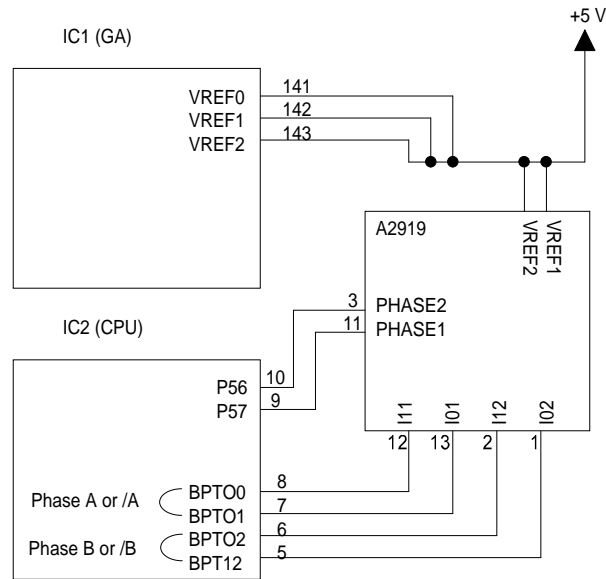 +5 V
IC1 (GA)
VREF0
141
VREF1
142
VREF2
143
A2919
VREF2
VREF1
3
PHASE2
11
PHASE1
IC2 (CPU)
P56
10
P57
9
I11
I01
I12
I02
12
13
2
1
Phase A or /A
BPTO0
8
BPTO1
7
Phase B or /B
BPTO2
6
BPT12
5